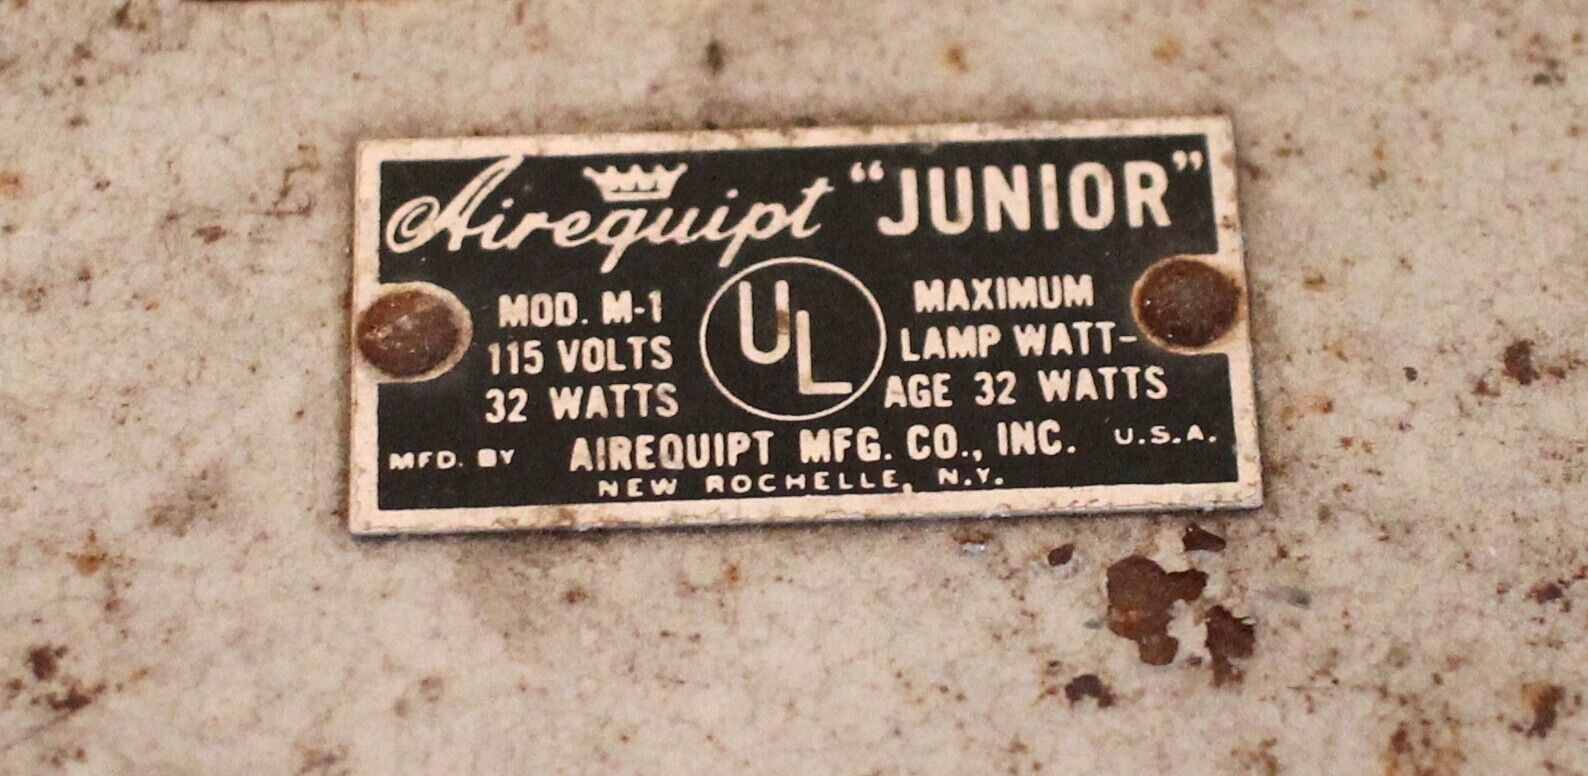 Airequipt "JUNIOR"
MOD. M-1
115 VOLTS
32 WATTS
UL
MAXIMUM
LAMP WATT-
AGE 32 WATTS
MFD. BY AIREQUIPT MFG. CO., INC. U.S.A.
NEW ROCHELLE, N.Y.